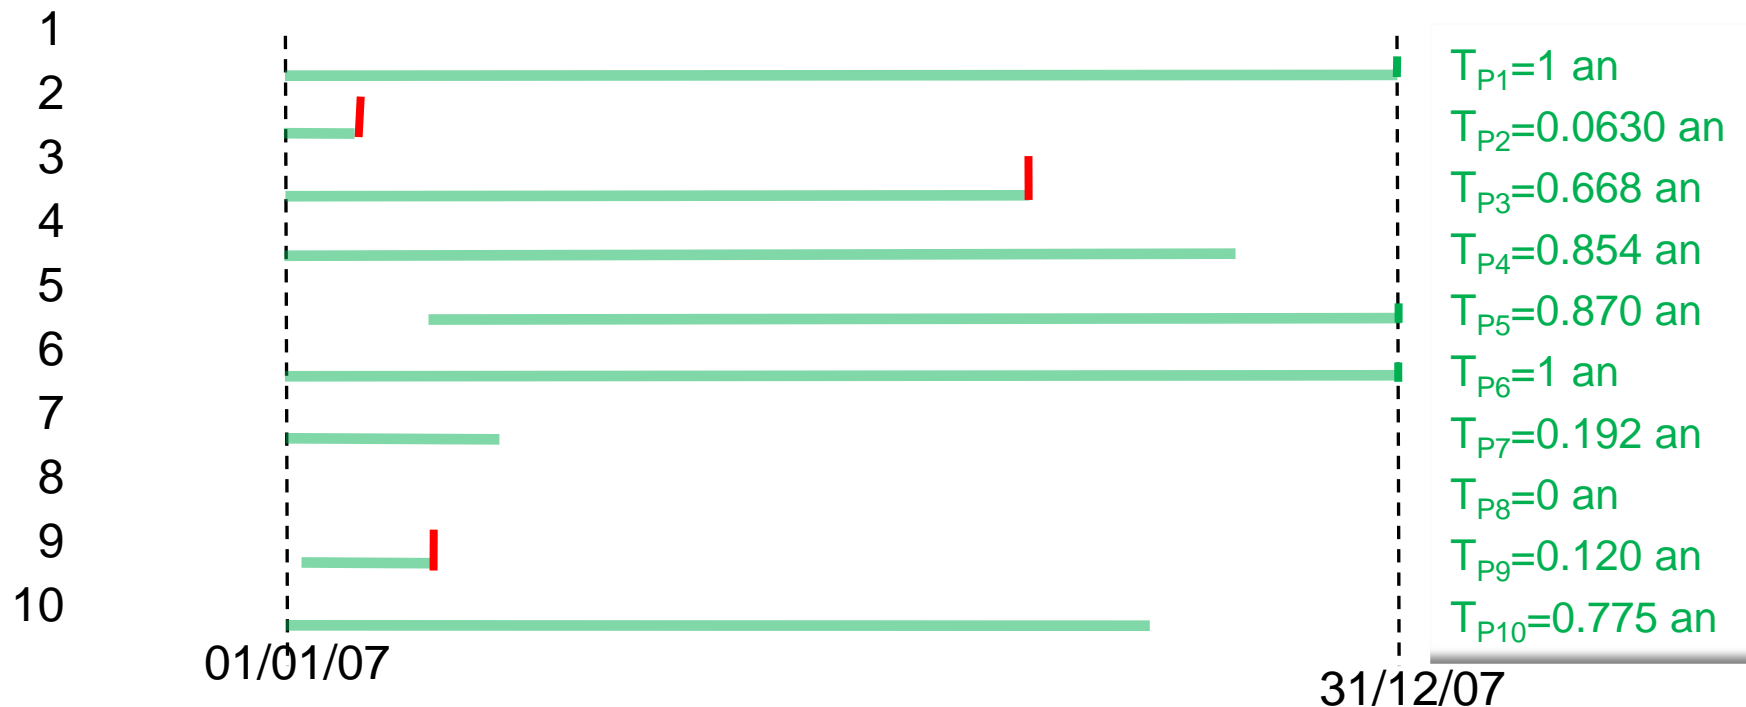 1
2
3
4
5
6
7
8
9
10
01/01/07
31/12/07
TP1=1 an
TP2=0.0630 an
TP3=0.668 an
TP4=0.854 an
TP5=0.870 an
TP6=1 an
TP7=0.192 an
TP8=0 an
TP9=0.120 an
TP10=0.775 an